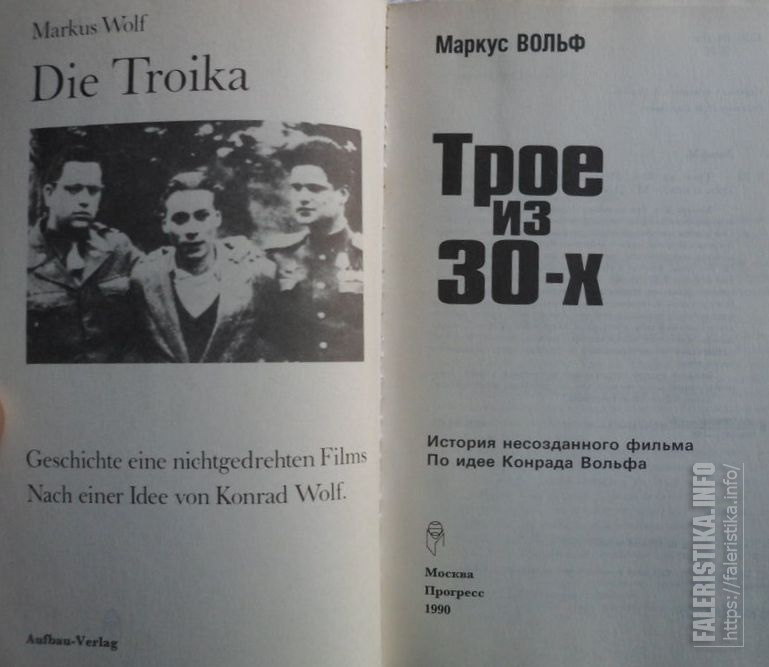 Markus Wolf
Die Troika
Geschichte eine nichtgedrehten Films
Nach einer Idee von Konrad Wolf.
Aufbau-Verlag
Маркус ВОЛЬФ
Трое
из
30-х
История несозданного фильма
По идее Конрада Вольфа
Москва
Прогресс
1990
FALERISTIKA.INFO
https://faleristika.info/